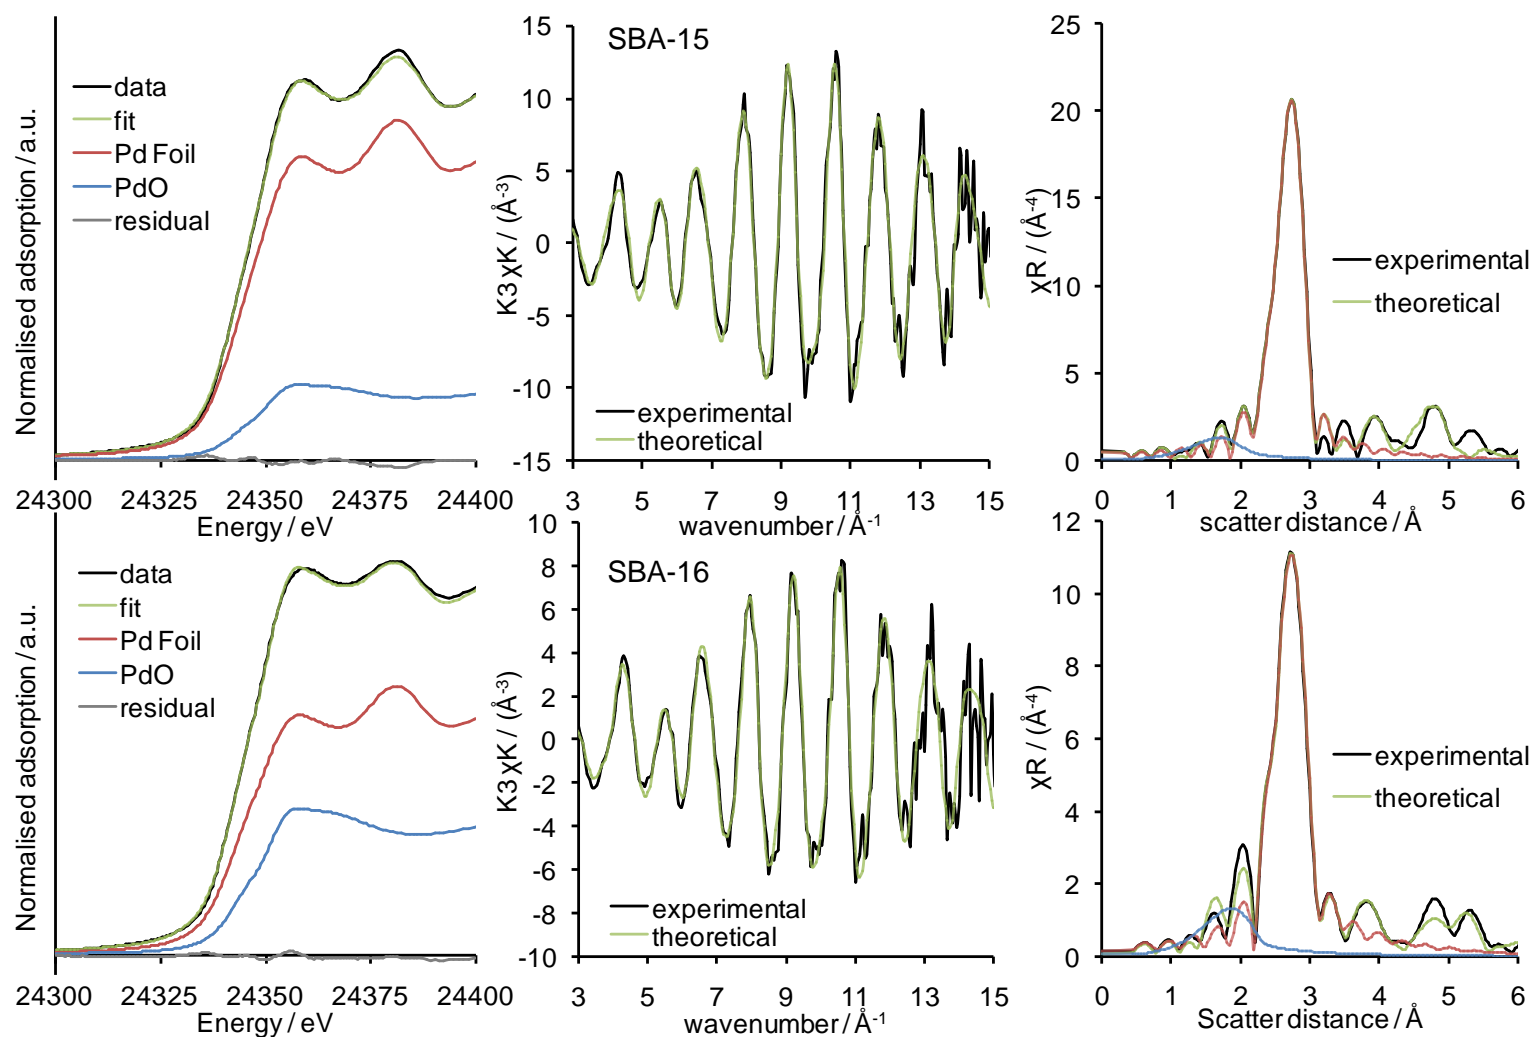 Normalised adsorption / a.u.
data
fit
Pd Foil
PdO
residual
24300 24325 24350 24375 24400
Energy / eV
SBA-15
K3 χK / (Å-3)
15
10
5
0
-5
-10
-15
experimental
theoretical
3 5 7 9 11 13 15
wavenumber / Å-1
χR / (Å-4)
25
20
15
10
5
0
experimental
theoretical
0 1 2 3 4 5 6
scatter distance / Å
Normalised adsorption / a.u.
data
fit
Pd Foil
PdO
residual
24300 24325 24350 24375 24400
Energy / eV
SBA-16
K3 χK / (Å-3)
10
8
6
4
2
0
-2
-4
-6
-8
-10
experimental
theoretical
3 5 7 9 11 13 15
wavenumber / Å-1
χR / (Å-4)
12
10
8
6
4
2
0
experimental
theoretical
0 1 2 3 4 5 6
Scatter distance / Å